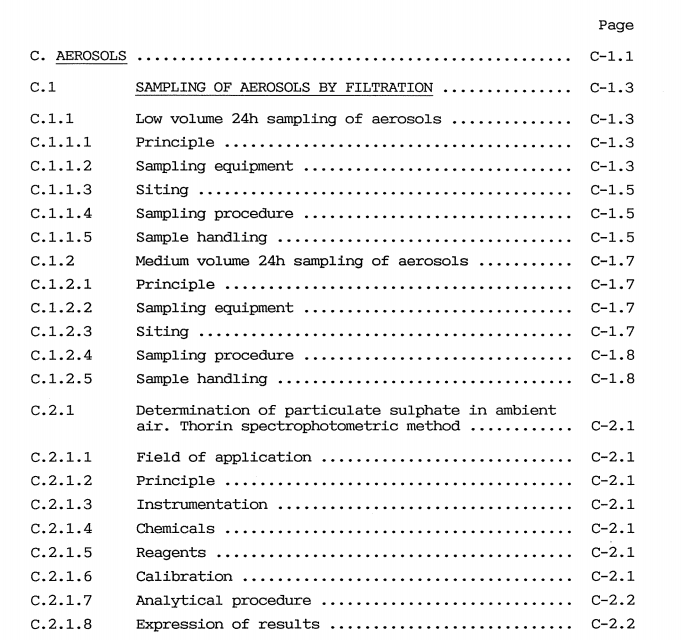 Page
C. AEROSOLS .................................................. C-1.1
C.1 SAMPLING OF AEROSOLS BY FILTRATION ............... C-1.3
C.1.1 Low volume 24h sampling of aerosols .............. C-1.3
C.1.1.1 Principle ........................................ C-1.3
C.1.1.2 Sampling equipment ............................... C-1.3
C.1.1.3 Siting ........................................... C-1.5
C.1.1.4 Sampling procedure ............................... C-1.5
C.1.1.5 Sample handling .................................. C-1.5
C.1.2 Medium volume 24h sampling of aerosols ........... C-1.7
C.1.2.1 Principle ........................................ C-1.7
C.1.2.2 Sampling equipment ............................... C-1.7
C.1.2.3 Siting ........................................... C-1.7
C.1.2.4 Sampling procedure ............................... C-1.8
C.1.2.5 Sample handling .................................. C-1.8
C.2.1 Determination of particulate sulphate in ambient
air. Thorin spectrophotometric method ............ C-2.1
C.2.1.1 Field of application ............................. C-2.1
C.2.1.2 Principle ........................................ C-2.1
C.2.1.3 Instrumentation .................................. C-2.1
C.2.1.4 Chemicals ........................................ C-2.1
C.2.1.5 Reagents ......................................... C-2.1
C.2.1.6 Calibration ...................................... C-2.1
C.2.1.7 Analytical procedure ............................. C-2.2
C.2.1.8 Expression of results ............................ C-2.2